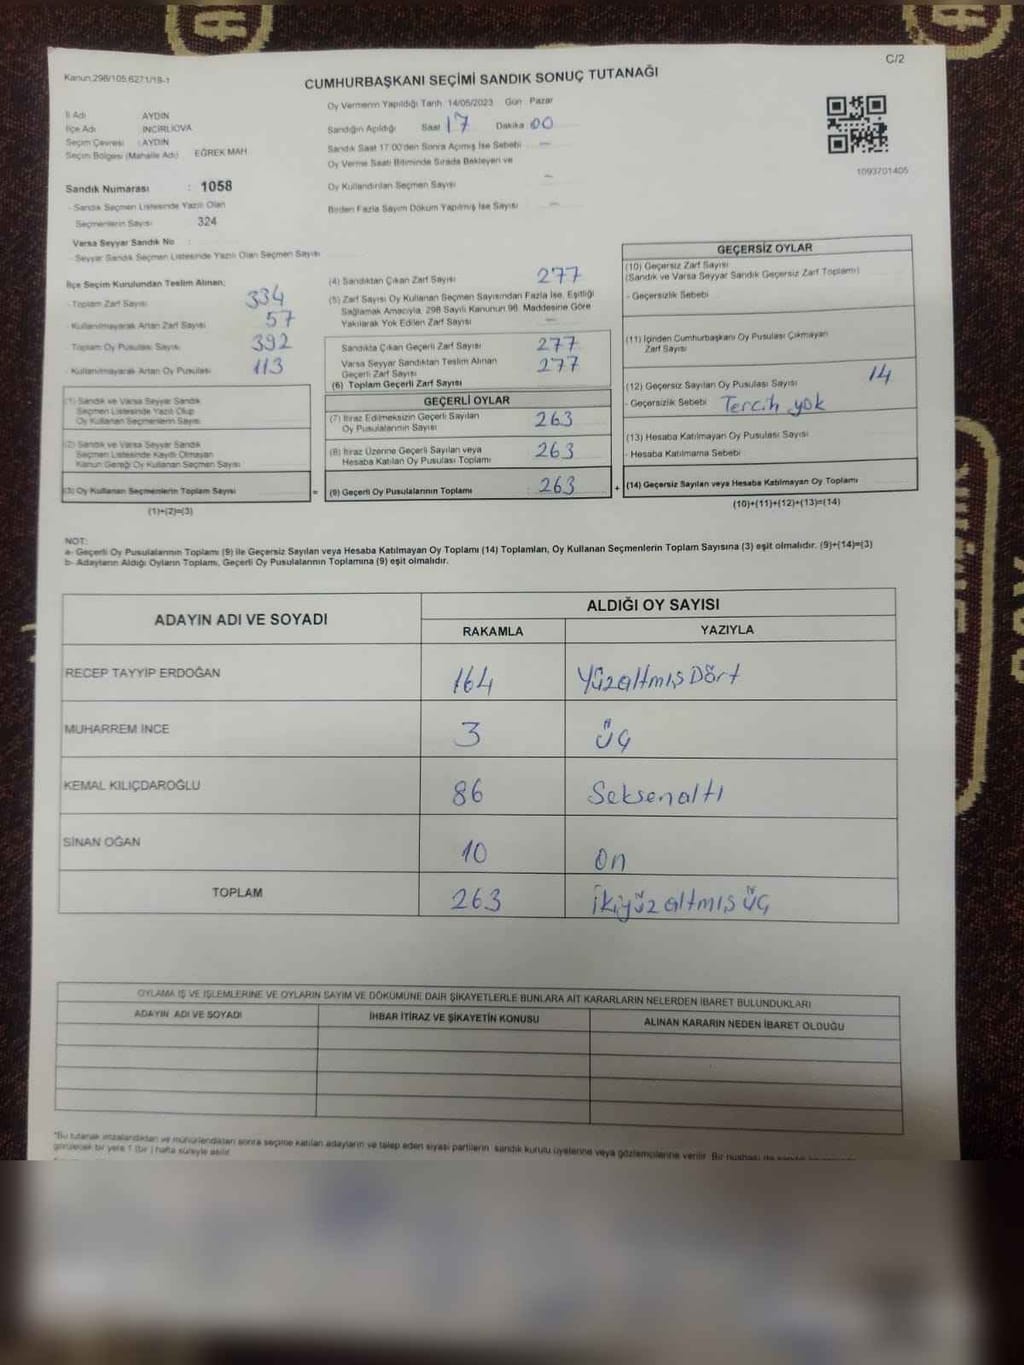 C/2
Kanun.298/105.6271/18-1
CUMHURBAŞKANI SEÇİMİ SANDIK SONUÇ TUTANAĞI
Oy Vermenin Yapıldığı Tarih 14/05/2023 Gün Pazar
İl Adı AYDIN
İlçe Adı İNCİRLİOVA
Seçim Çevresi : AYDIN
Seçim Bölgesi (Mahalle Adı) EĞREK MAH.
Sandığın Açıldığı Saat 17 Dakika 00
Sandık Saat 17:00'den Sonra Açılmış İse Sebebi —
Oy Verme Saati Bitiminde Sırada Bekleyen ve
Oy Kullandırılan Seçmen Sayısı —
Birden Fazla Sayım Döküm Yapılmış İse Sayısı —
1093701405
Sandık Numarası : 1058
- Sandık Seçmen Listesinde Yazılı Olan
Seçmenlerin Sayısı 324
Varsa Seyyar Sandık No :
- Seyyar Sandık Seçmen Listesinde Yazılı Olan Seçmen Sayısı
İlçe Seçim Kurulundan Teslim Alınan;
- Toplam Zarf Sayısı 334
- Kullanılmayarak Artan Zarf Sayısı 57
- Toplam Oy Pusulası Sayısı 392
- Kullanılmayarak Artan Oy Pusulası 113
(1) Sandık ve Varsa Seyyar Sandık
Seçmen Listesinde Yazılı Olup
Oy Kullanan Seçmenlerin Sayısı
(2) Sandık ve Varsa Seyyar Sandık
Seçmen Listesinde Kayıtlı Olmayan
Kanun Gereği Oy Kullanan Seçmen Sayısı
(3) Oy Kullanan Seçmenlerin Toplam Sayısı
(1)+(2)=(3)
=
(4) Sandıktan Çıkan Zarf Sayısı 277
(5) Zarf Sayısı Oy Kullanan Seçmen Sayısından Fazla İse, Eşitliği
Sağlamak Amacıyla, 298 Sayılı Kanunun 98. Maddesine Göre
Yakılarak Yok Edilen Zarf Sayısı —
Sandıkta Çıkan Geçerli Zarf Sayısı 277
Varsa Seyyar Sandıktan Teslim Alınan
Geçerli Zarf Sayısı 277
(6) Toplam Geçerli Zarf Sayısı
GEÇERLİ OYLAR
(7) İtiraz Edilmeksizin Geçerli Sayılan
Oy Pusulalarının Sayısı 263
(8) İtiraz Üzerine Geçerli Sayılan veya
Hesaba Katılan Oy Pusulası Toplamı 263
(9) Geçerli Oy Pusulalarının Toplamı : 263
+
GEÇERSİZ OYLAR
(10) Geçersiz Zarf Sayısı
(Sandık ve Varsa Seyyar Sandık Geçersiz Zarf Toplamı)
- Geçersizlik Sebebi
(11) İçinden Cumhurbaşkanı Oy Pusulası Çıkmayan
Zarf Sayısı
(12) Geçersiz Sayılan Oy Pusulası Sayısı 14
- Geçersizlik Sebebi Tercih yok
(13) Hesaba Katılmayan Oy Pusulası Sayısı
- Hesaba Katılmama Sebebi
(14) Geçersiz Sayılan veya Hesaba Katılmayan Oy Toplamı
(10)+(11)+(12)+(13)=(14)
NOT:
a- Geçerli Oy Pusulalarının Toplamı (9) ile Geçersiz Sayılan veya Hesaba Katılmayan Oy Toplamı (14) Toplamları, Oy Kullanan Seçmenlerin Toplam Sayısına (3) eşit olmalıdır. (9)+(14)=(3)
b- Adayların Aldığı Oyların Toplamı, Geçerli Oy Pusulalarının Toplamına (9) eşit olmalıdır.
ADAYIN ADI VE SOYADI ALDIĞI OY SAYISI
RAKAMLA YAZIYLA
RECEP TAYYİP ERDOĞAN 164 YüzaltmışDört
MUHARREM İNCE 3 üç
KEMAL KILIÇDAROĞLU 86 Seksenaltı
SİNAN OĞAN 10 on
TOPLAM 263 İkiyüzaltmışüç
OYLAMA İŞ VE İŞLEMLERİNE VE OYLARIN SAYIM VE DÖKÜMÜNE DAİR ŞİKAYETLERLE BUNLARA AİT KARARLARIN NELERDEN İBARET BULUNDUKLARI
ADAYIN ADI VE SOYADI İHBAR İTİRAZ VE ŞİKAYETİN KONUSU ALINAN KARARIN NEDEN İBARET OLDUĞU
*Bu tutanak imzalandıktan ve mühürlendikten sonra seçime katılan adayların ve talep eden siyasi partilerin sandık kurulu üyelerine veya gözlemcilerine verilir. Bir nushası da sandık
görülecek bir yere 1 (bir) hafta süreyle asılır.